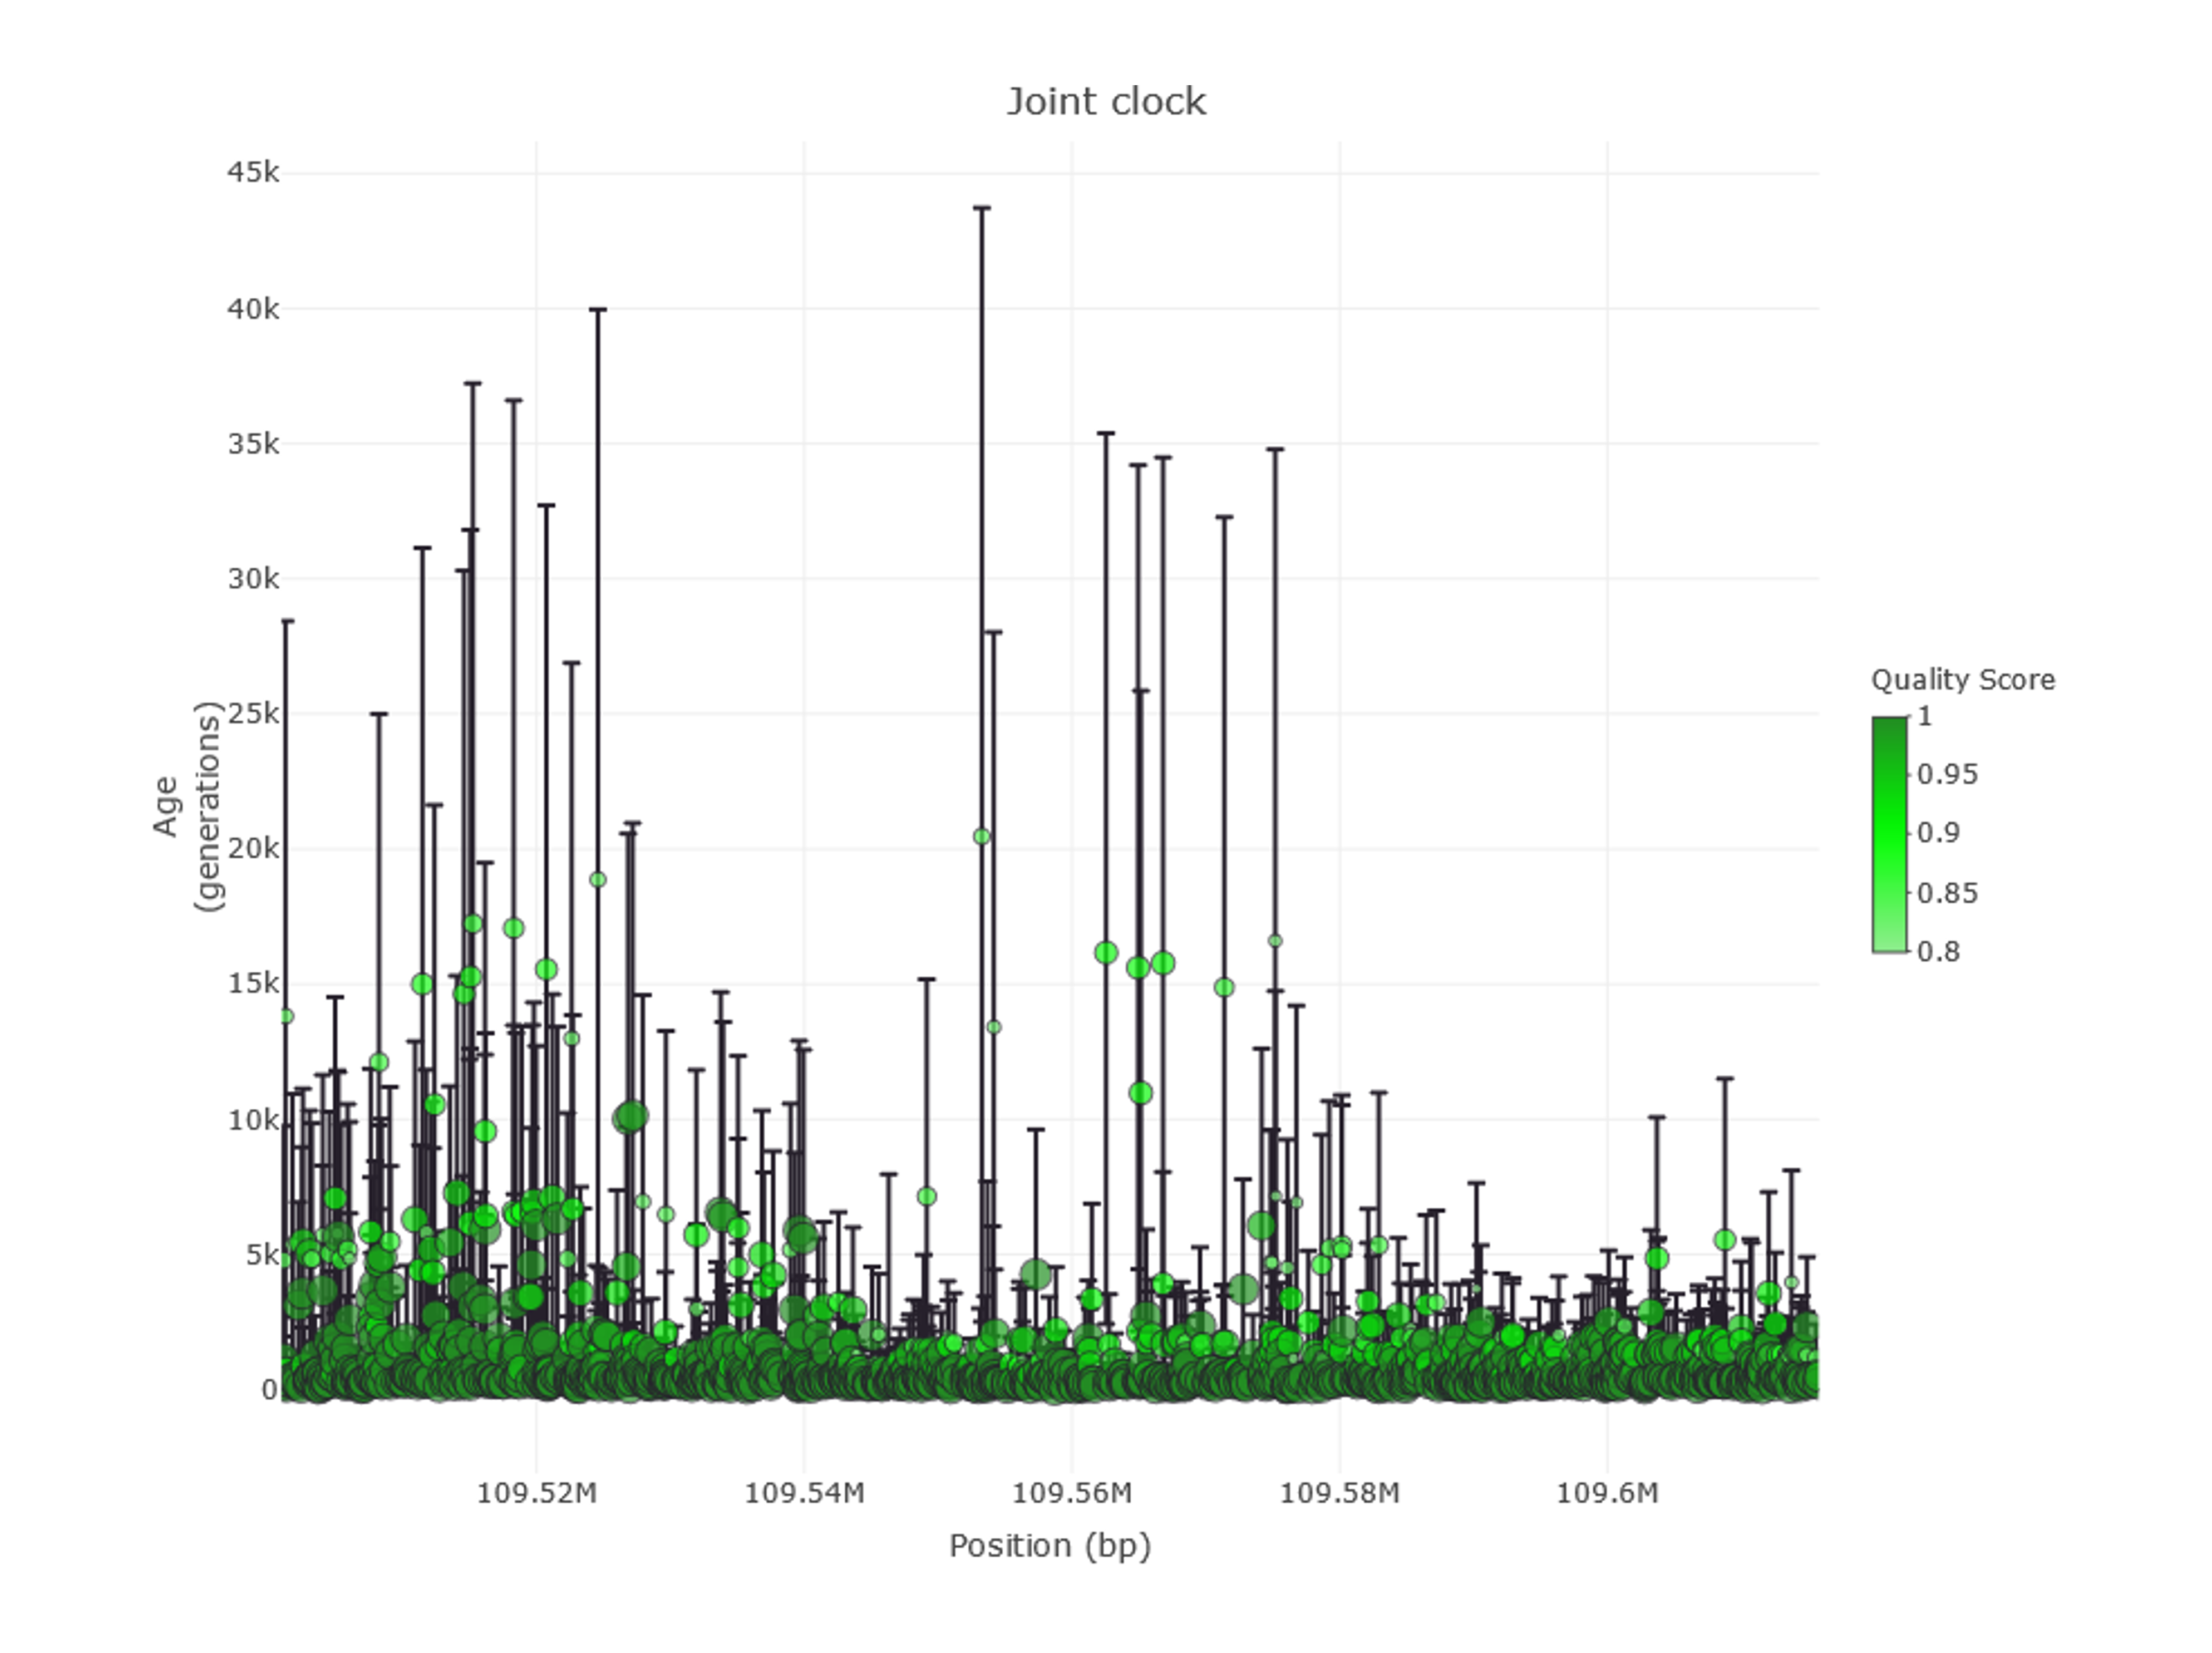 Joint clock
45k
40k
35k
30k
25k
20k
15k
10k
5k
0
Age
(generations)
109.52M
109.54M
109.56M
109.58M
109.6M
Position (bp)
Quality Score
1
0.95
0.9
0.85
0.8